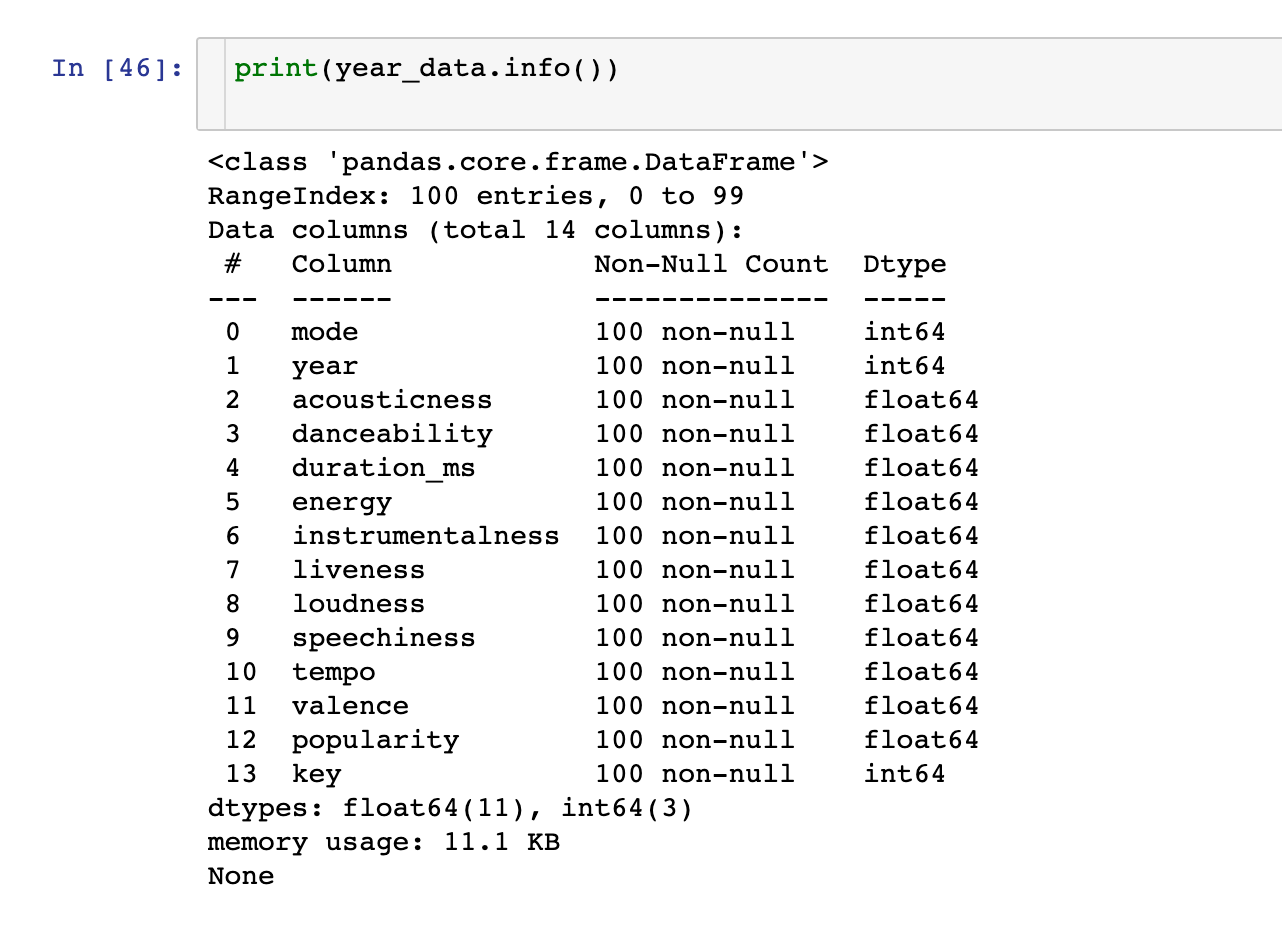 In [46]: print(year_data.info())
<class 'pandas.core.frame.DataFrame'>
RangeIndex: 100 entries, 0 to 99
Data columns (total 14 columns):
 #   Column            Non-Null Count  Dtype
---  ------            --------------  -----
 0   mode              100 non-null    int64
 1   year              100 non-null    int64
 2   acousticness      100 non-null    float64
 3   danceability      100 non-null    float64
 4   duration_ms       100 non-null    float64
 5   energy            100 non-null    float64
 6   instrumentalness  100 non-null    float64
 7   liveness          100 non-null    float64
 8   loudness          100 non-null    float64
 9   speechiness       100 non-null    float64
 10  tempo             100 non-null    float64
 11  valence           100 non-null    float64
 12  popularity        100 non-null    float64
 13  key               100 non-null    int64
dtypes: float64(11), int64(3)
memory usage: 11.1 KB
None